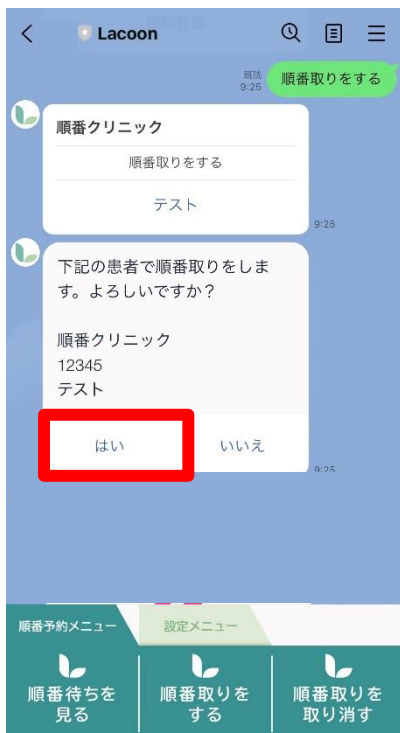 Lacoon
既読
9:25
順番取りをする
順番クリニック
順番取りをする
テスト
9:25
下記の患者で順番取りをしま
す。よろしいですか？
順番クリニック
12345
テスト
はい
いいえ
9:25
順番予約メニュー
設定メニュー
順番待ちを
見る
順番取りを
する
順番取りを
取り消す